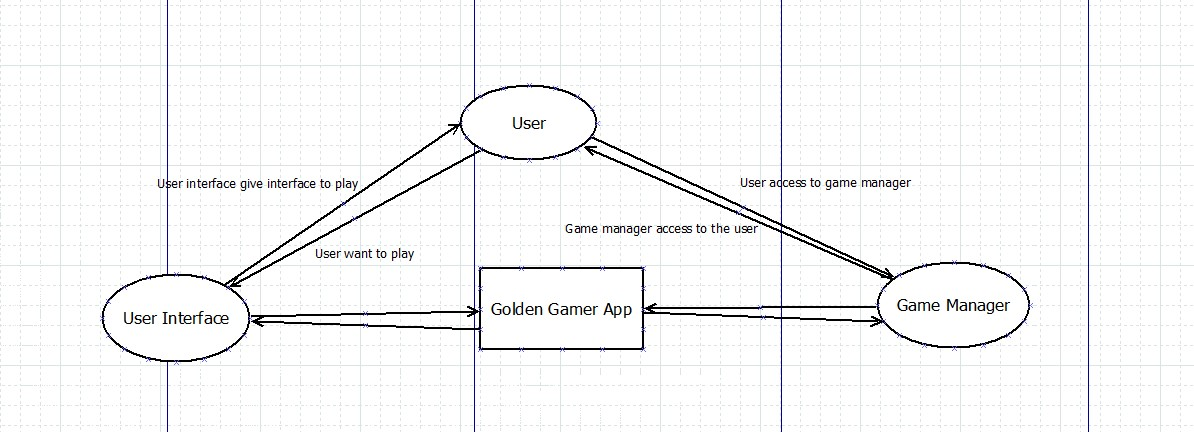 User
User interface give interface to play
User access to game manager
Game manager access to the user
User want to play
User Interface
Golden Gamer App
Game Manager